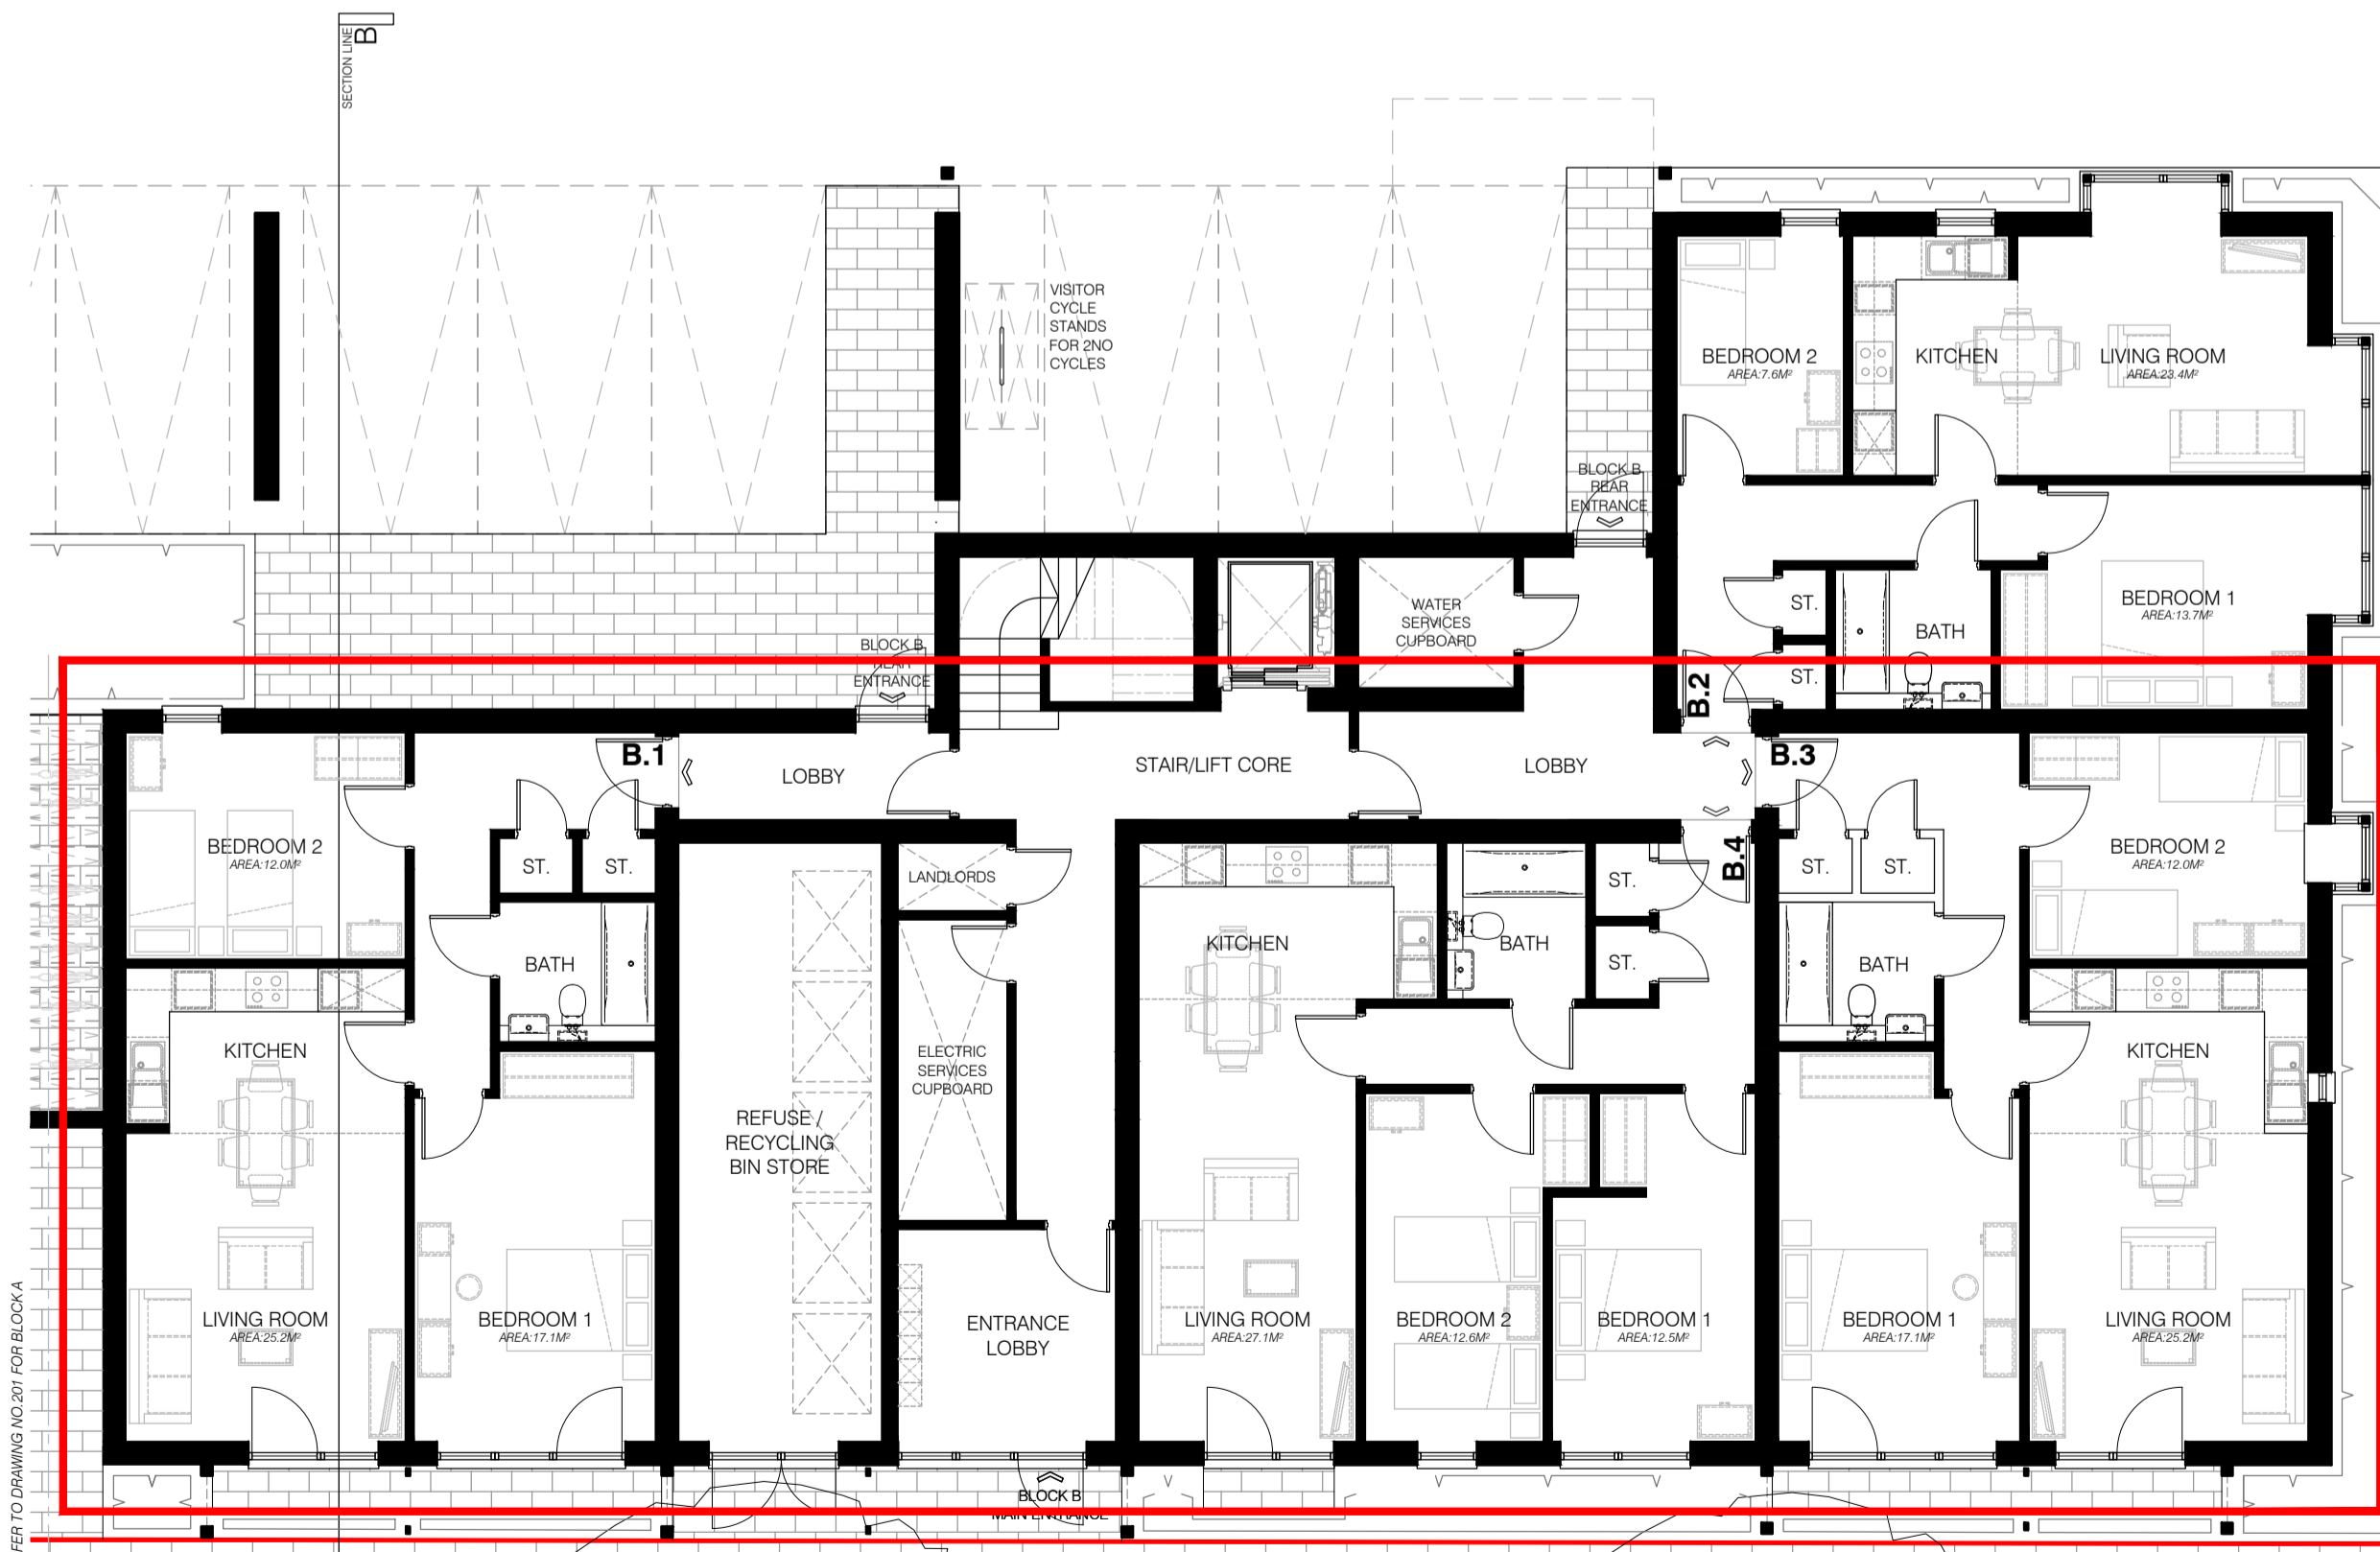 SECTION LINE
B
VISITOR
CYCLE
STANDS
FOR 2NO
CYCLES
BEDROOM 2
AREA:7.6M²
KITCHEN
LIVING ROOM
AREA:23.4M²
BLOCK B
REAR
ENTRANCE
BEDROOM 1
AREA:13.7M²
ST.
BATH
ST.
WATER
SERVICES
CUPBOARD
BLOCK B
REAR
ENTRANCE
B.2
B.1
LOBBY
STAIR/LIFT CORE
LOBBY
B.3
BEDROOM 2
AREA:12.0M²
ST.
ST.
LANDLORDS
B.4
ST.
ST.
ST.
BEDROOM 2
AREA:12.0M²
BATH
KITCHEN
BATH
ST.
BATH
KITCHEN
ELECTRIC
SERVICES
CUPBOARD
KITCHEN
REFUSE /
RECYCLING
BIN STORE
LIVING ROOM
AREA:25.2M²
BEDROOM 1
AREA:17.1M²
ENTRANCE
LOBBY
LIVING ROOM
AREA:27.1M²
BEDROOM 2
AREA:12.6M²
BEDROOM 1
AREA:12.5M²
BEDROOM 1
AREA:17.1M²
LIVING ROOM
AREA:25.2M²
BLOCK B
MAIN ENTRANCE
FER TO DRAWING NO.201 FOR BLOCK A